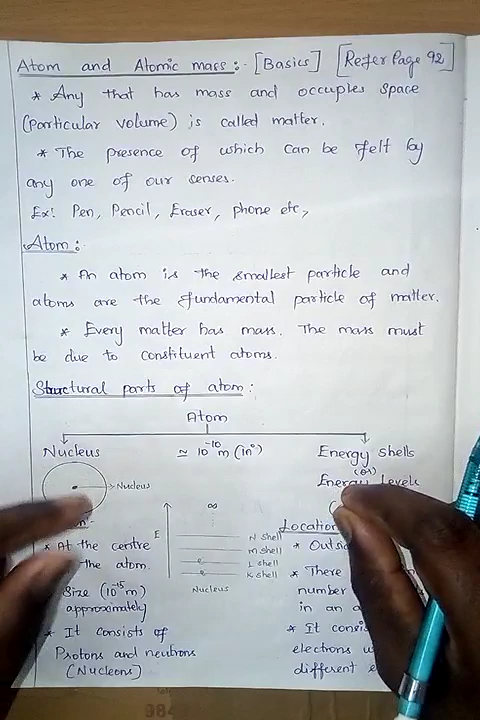 Atom and Atomic mass:- [Basics] [Refer Page 92]
* Any that has mass and occupies space
(particular volume) is called matter.
* The presence of which can be felt by
any one of our senses.
Ex: Pen, Pencil, Eraser, phone etc,
Atom:-
* An atom is the smallest particle and
atoms are the fundamental particle of matter.
* Every matter has mass. The mass must
be due to constituent atoms.
Structural parts of atom:
Atom
Nucleus
≃ 10⁻¹⁰ m (1n°)
Energy Shells
(or)
Energy Levels
Nucleus
* At the centre
the atom.
Size (10⁻¹⁵m)
approximately
* It consists of
Protons and neutrons
(Nucleons)
E
∞
N shell
M shell
L shell
K shell
e
e
Nucleus
Location
* Outsi
* There
number
in an
* It consi
electrons
different e
984